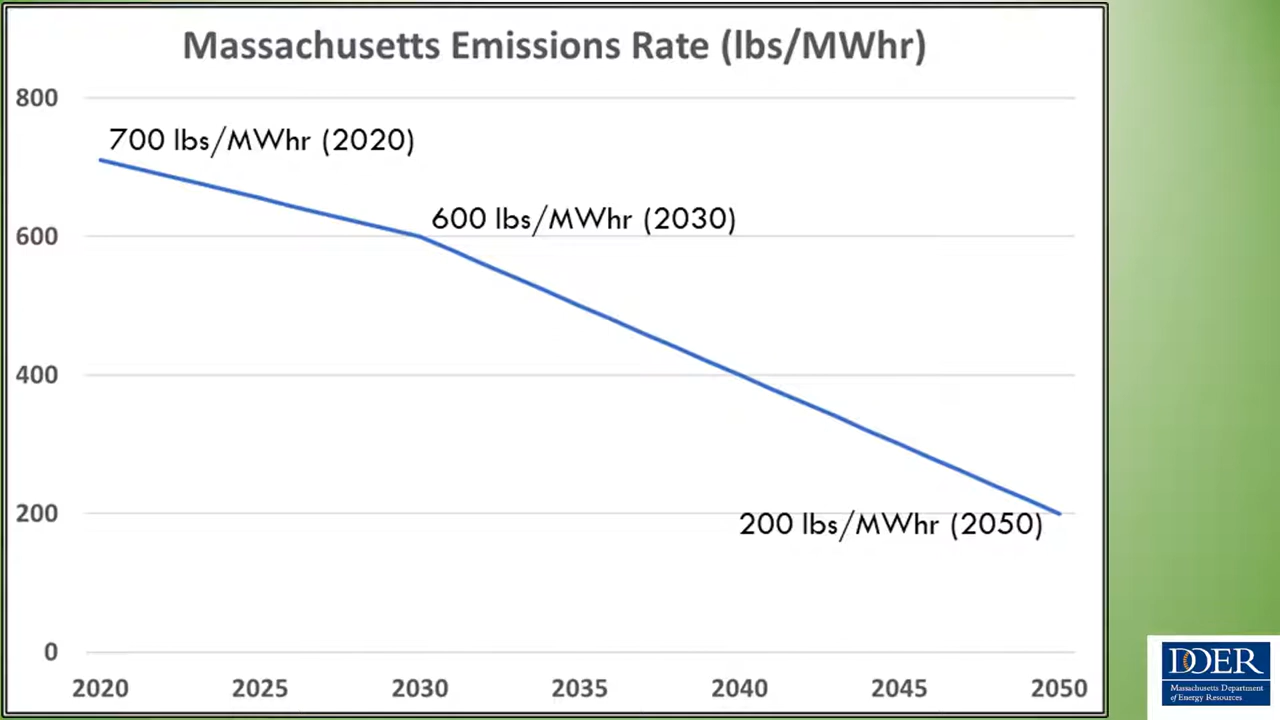 Massachusetts Emissions Rate (lbs/MWhr)
800
700 lbs/MWhr (2020)
600 lbs/MWhr (2030)
600
400
200
200 lbs/MWhr (2050)
0
2020 2025 2030 2035 2040 2045 2050
DOER
Massachusetts Department
of Energy Resources